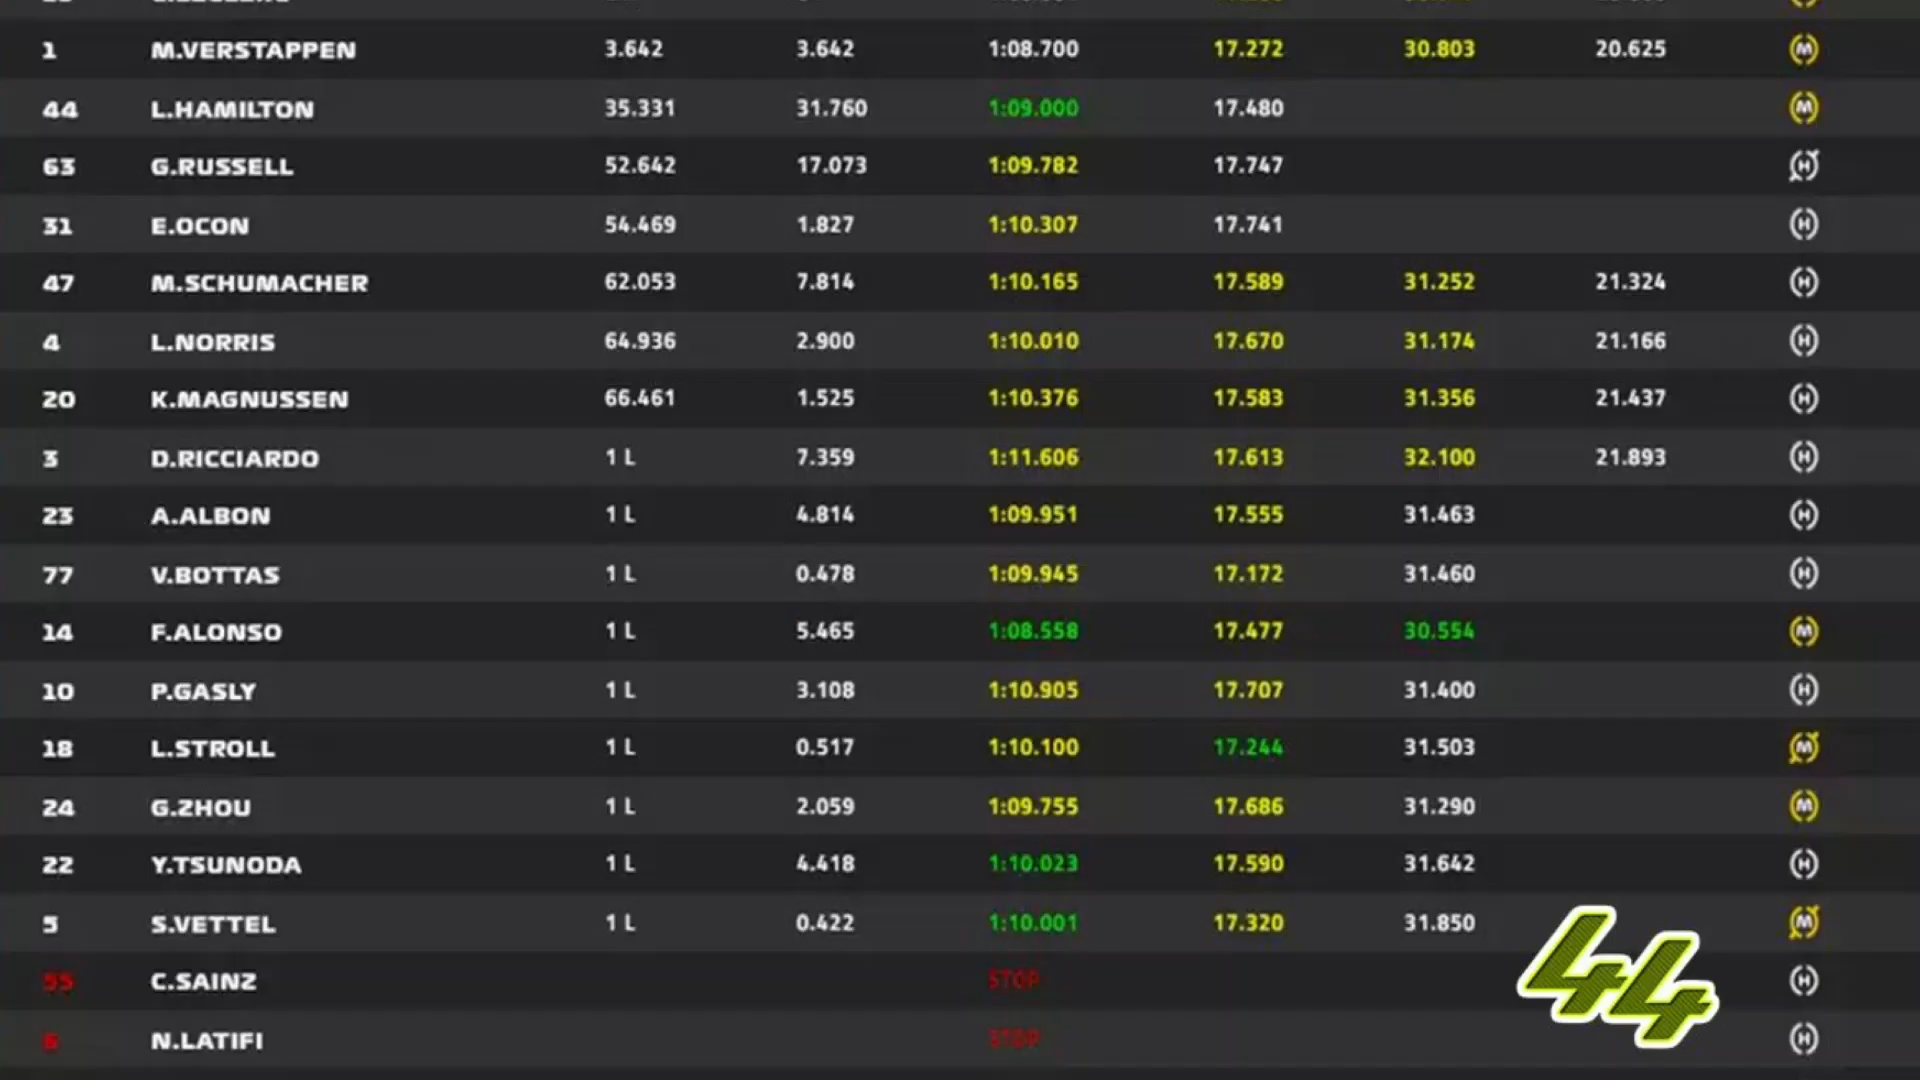 1 M.VERSTAPPEN 3.642 3.642 1:08.700 17.272 30.803 20.625 M
44 L.HAMILTON 35.331 31.760 1:09.000 17.480 M
63 G.RUSSELL 52.642 17.073 1:09.782 17.747 H
31 E.OCON 54.469 1.827 1:10.307 17.741 H
47 M.SCHUMACHER 62.053 7.814 1:10.165 17.589 31.252 21.324 H
4 L.NORRIS 64.936 2.900 1:10.010 17.670 31.174 21.166 H
20 K.MAGNUSSEN 66.461 1.525 1:10.376 17.583 31.356 21.437 H
3 D.RICCIARDO 1 L 7.359 1:11.606 17.613 32.100 21.893 H
23 A.ALBON 1 L 4.814 1:09.951 17.555 31.463 H
77 V.BOTTAS 1 L 0.478 1:09.945 17.172 31.460 H
14 F.ALONSO 1 L 5.465 1:08.558 17.477 30.554 M
10 P.GASLY 1 L 3.108 1:10.905 17.707 31.400 H
18 L.STROLL 1 L 0.517 1:10.100 17.244 31.503 M
24 G.ZHOU 1 L 2.059 1:09.755 17.686 31.290 M
22 Y.TSUNODA 1 L 4.418 1:10.023 17.590 31.642 H
5 S.VETTEL 1 L 0.422 1:10.001 17.320 31.850 M
55 C.SAINZ STOP H
6 N.LATIFI STOP H
44